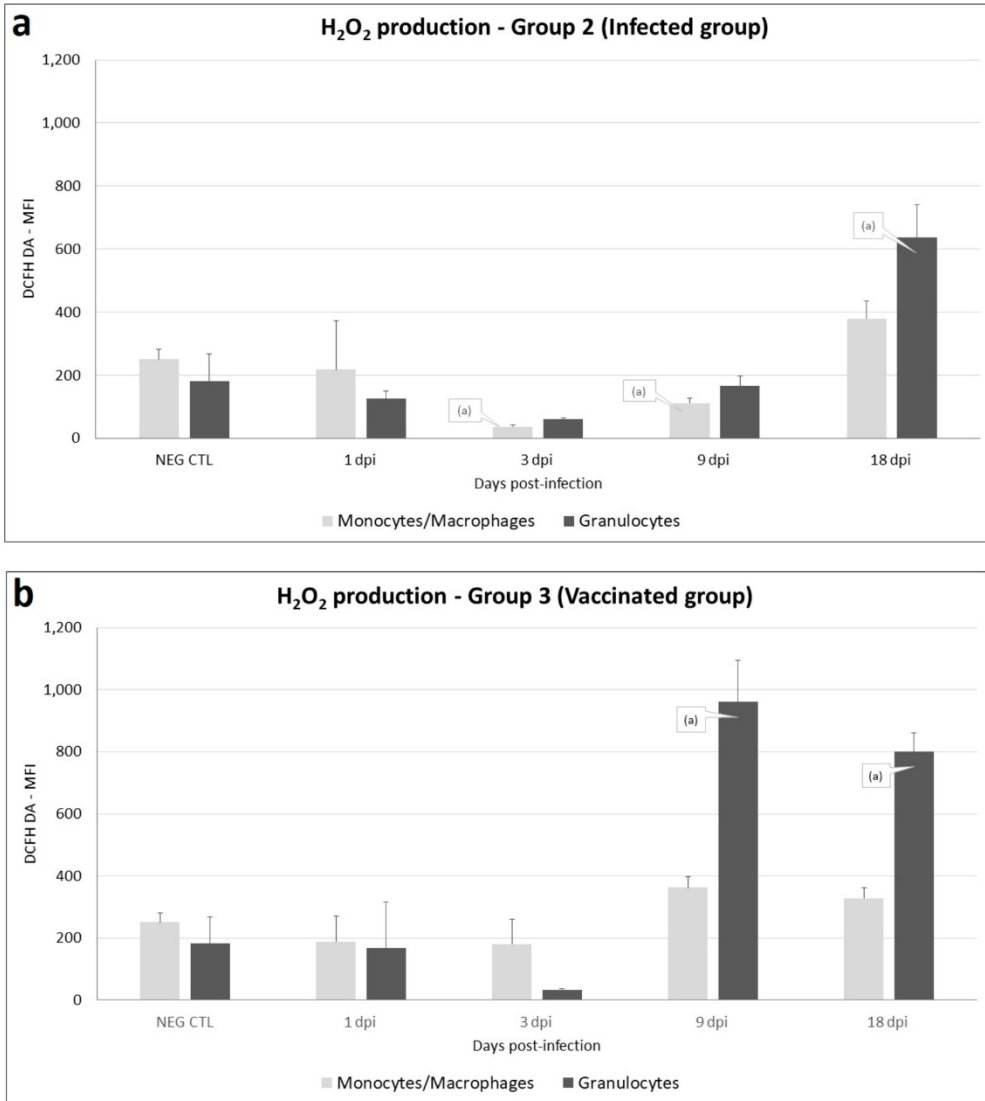 a
H₂O₂ production - Group 2 (Infected group)
1,200
1,000
800
600
400
200
0
DCFH DA - MFI
(a)
(a)
(a)
NEG CTL 1 dpi 3 dpi 9 dpi 18 dpi
Days post-infection
Monocytes/Macrophages Granulocytes
b
H₂O₂ production - Group 3 (Vaccinated group)
1,200
1,000
800
600
400
200
0
DCFH DA - MFI
(a)
(a)
NEG CTL 1 dpi 3 dpi 9 dpi 18 dpi
Days post-infection
Monocytes/Macrophages Granulocytes